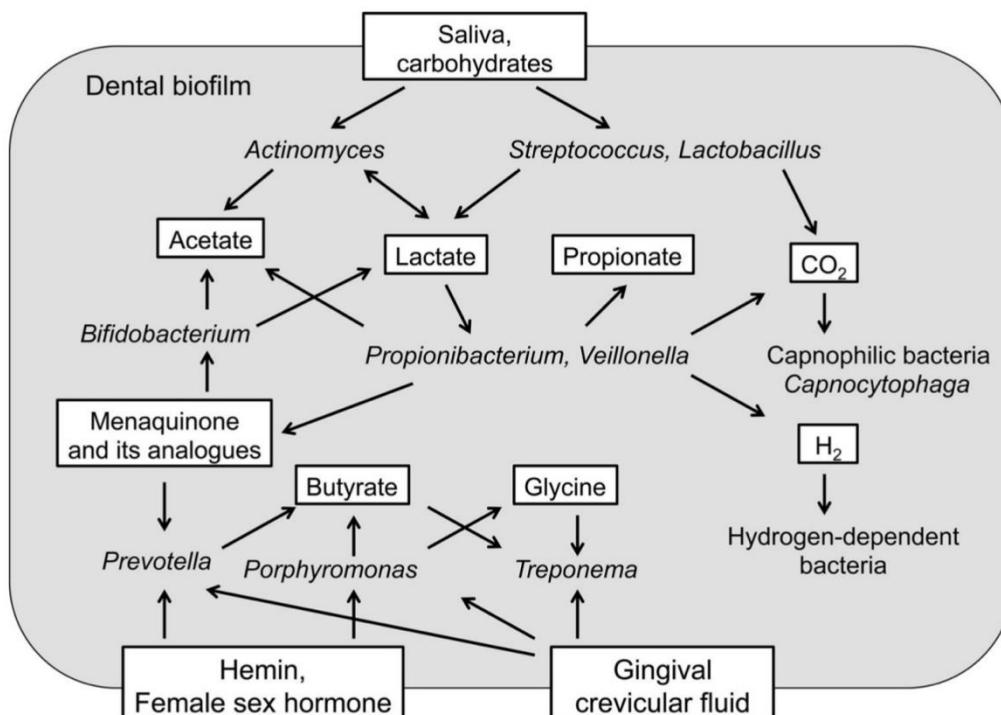 Saliva,
carbohydrates
Dental biofilm
Actinomyces
Streptococcus, Lactobacillus
Acetate
Lactate
Propionate
CO₂
Bifidobacterium
Propionibacterium, Veillonella
Capnophilic bacteria
Capnocytophaga
Menaquinone
and its analogues
H₂
Butyrate
Glycine
Hydrogen-dependent
bacteria
Prevotella
Porphyromonas
Treponema
Hemin,
Female sex hormone
Gingival
crevicular fluid